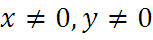 x ≠ 0, y ≠ 0